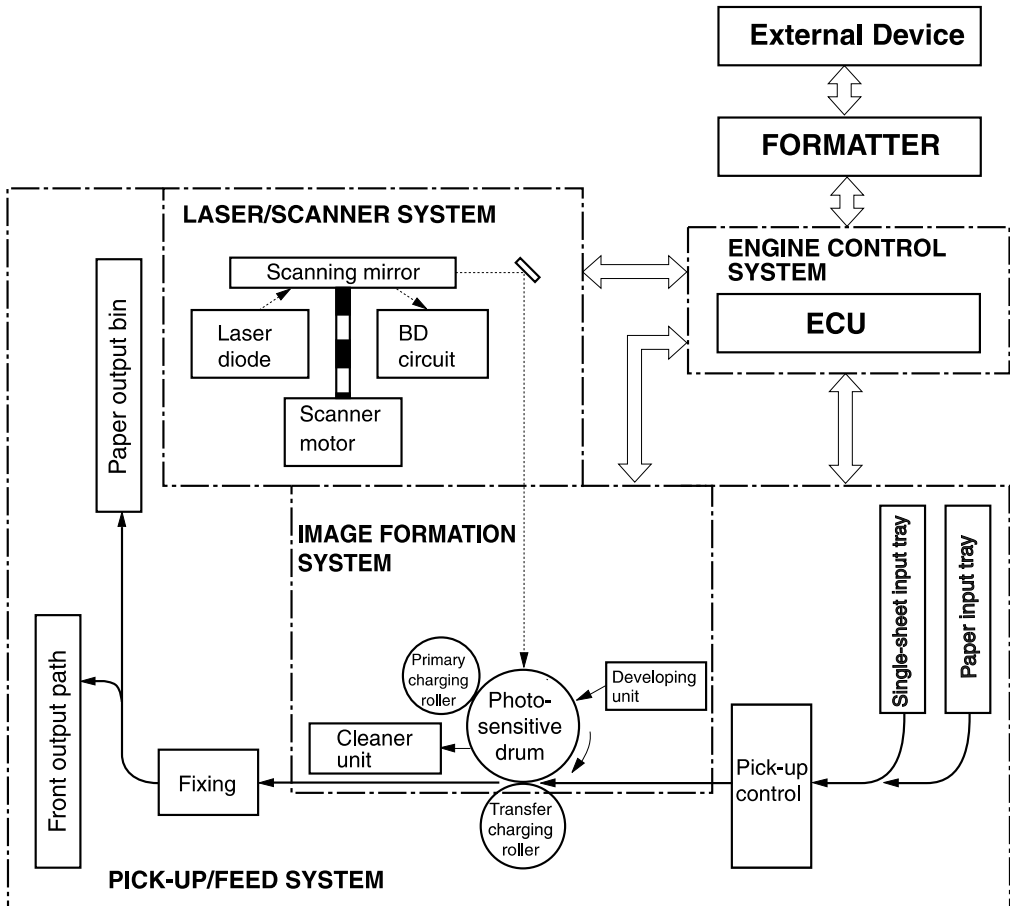 External Device
FORMATTER
LASER/SCANNER SYSTEM
ENGINE CONTROL
SYSTEM
Scanning mirror
ECU
Laser
diode
BD
circuit
Paper output bin
Scanner
motor
IMAGE FORMATION
SYSTEM
Single-sheet input tray
Paper input tray
Primary
charging
roller
Developing
unit
Photo-
sensitive
drum
Front output path
Cleaner
unit
Fixing
Pick-up
control
Transfer
charging
roller
PICK-UP/FEED SYSTEM